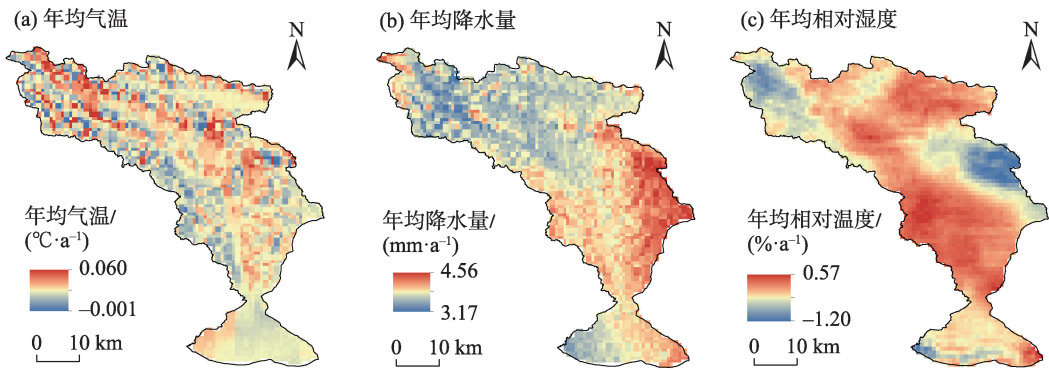 (a) 年均气温
N
年均气温/
(℃·a⁻¹)
0.060
−0.001
0 10 km
(b) 年均降水量
N
年均降水量/
(mm·a⁻¹)
4.56
3.17
0 10 km
(c) 年均相对湿度
N
年均相对温度/
(%·a⁻¹)
0.57
−1.20
0 10 km